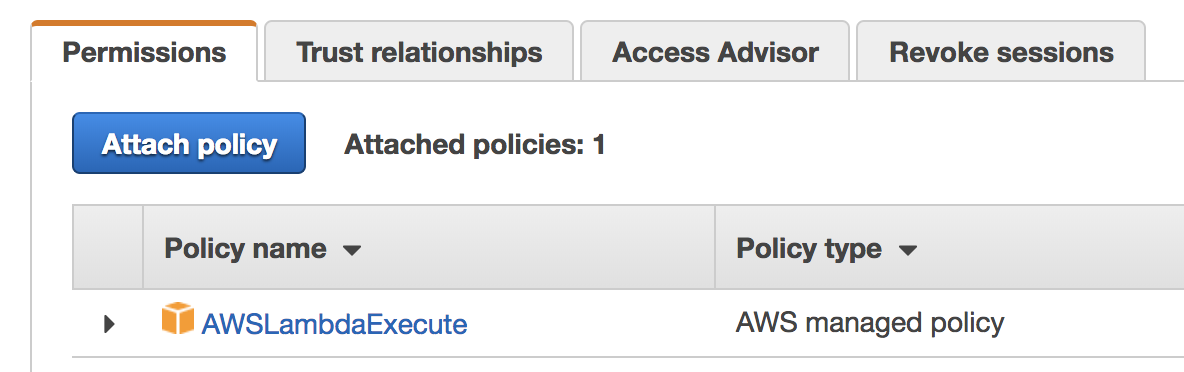 Permissions Trust relationships Access Advisor Revoke sessions
Attach policy Attached policies: 1
Policy name Policy type
AWSLambdaExecute AWS managed policy